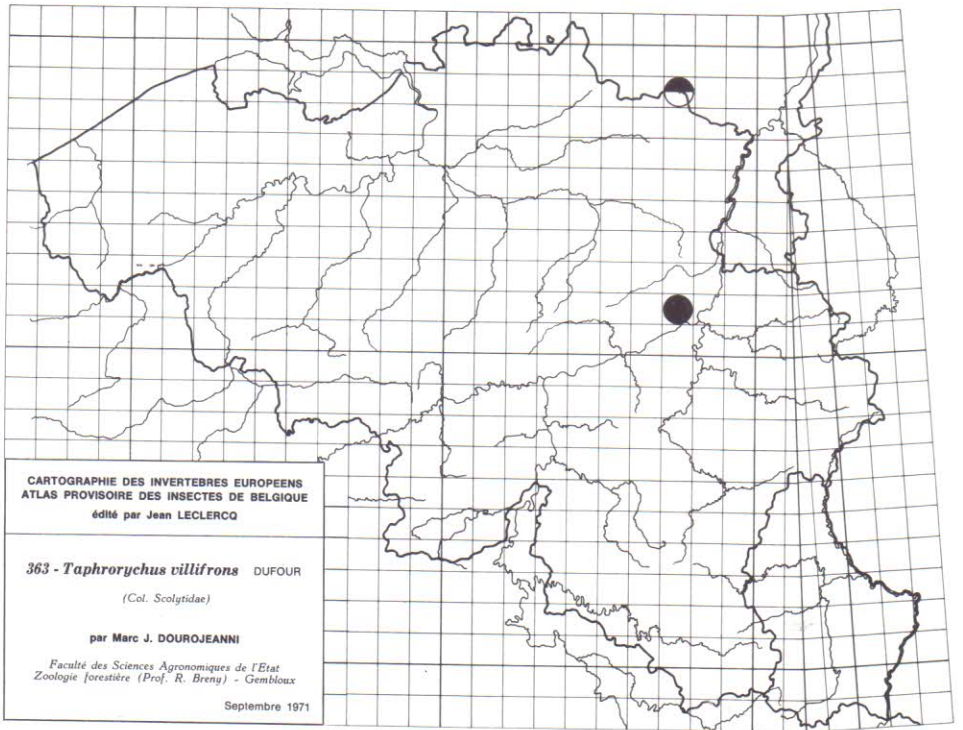 CARTOGRAPHIE DES INVERTEBRES EUROPEENS
ATLAS PROVISOIRE DES INSECTES DE BELGIQUE
édité par Jean LECLERCQ
363 - Taphrorychus villifrons DUFOUR
(Col. Scolytidae)
par Marc J. DOUROJEANNI
Faculté des Sciences Agronomiques de l'Etat
Zoologie forestière (Prof. R. Breny) - Gembloux
Septembre 1971